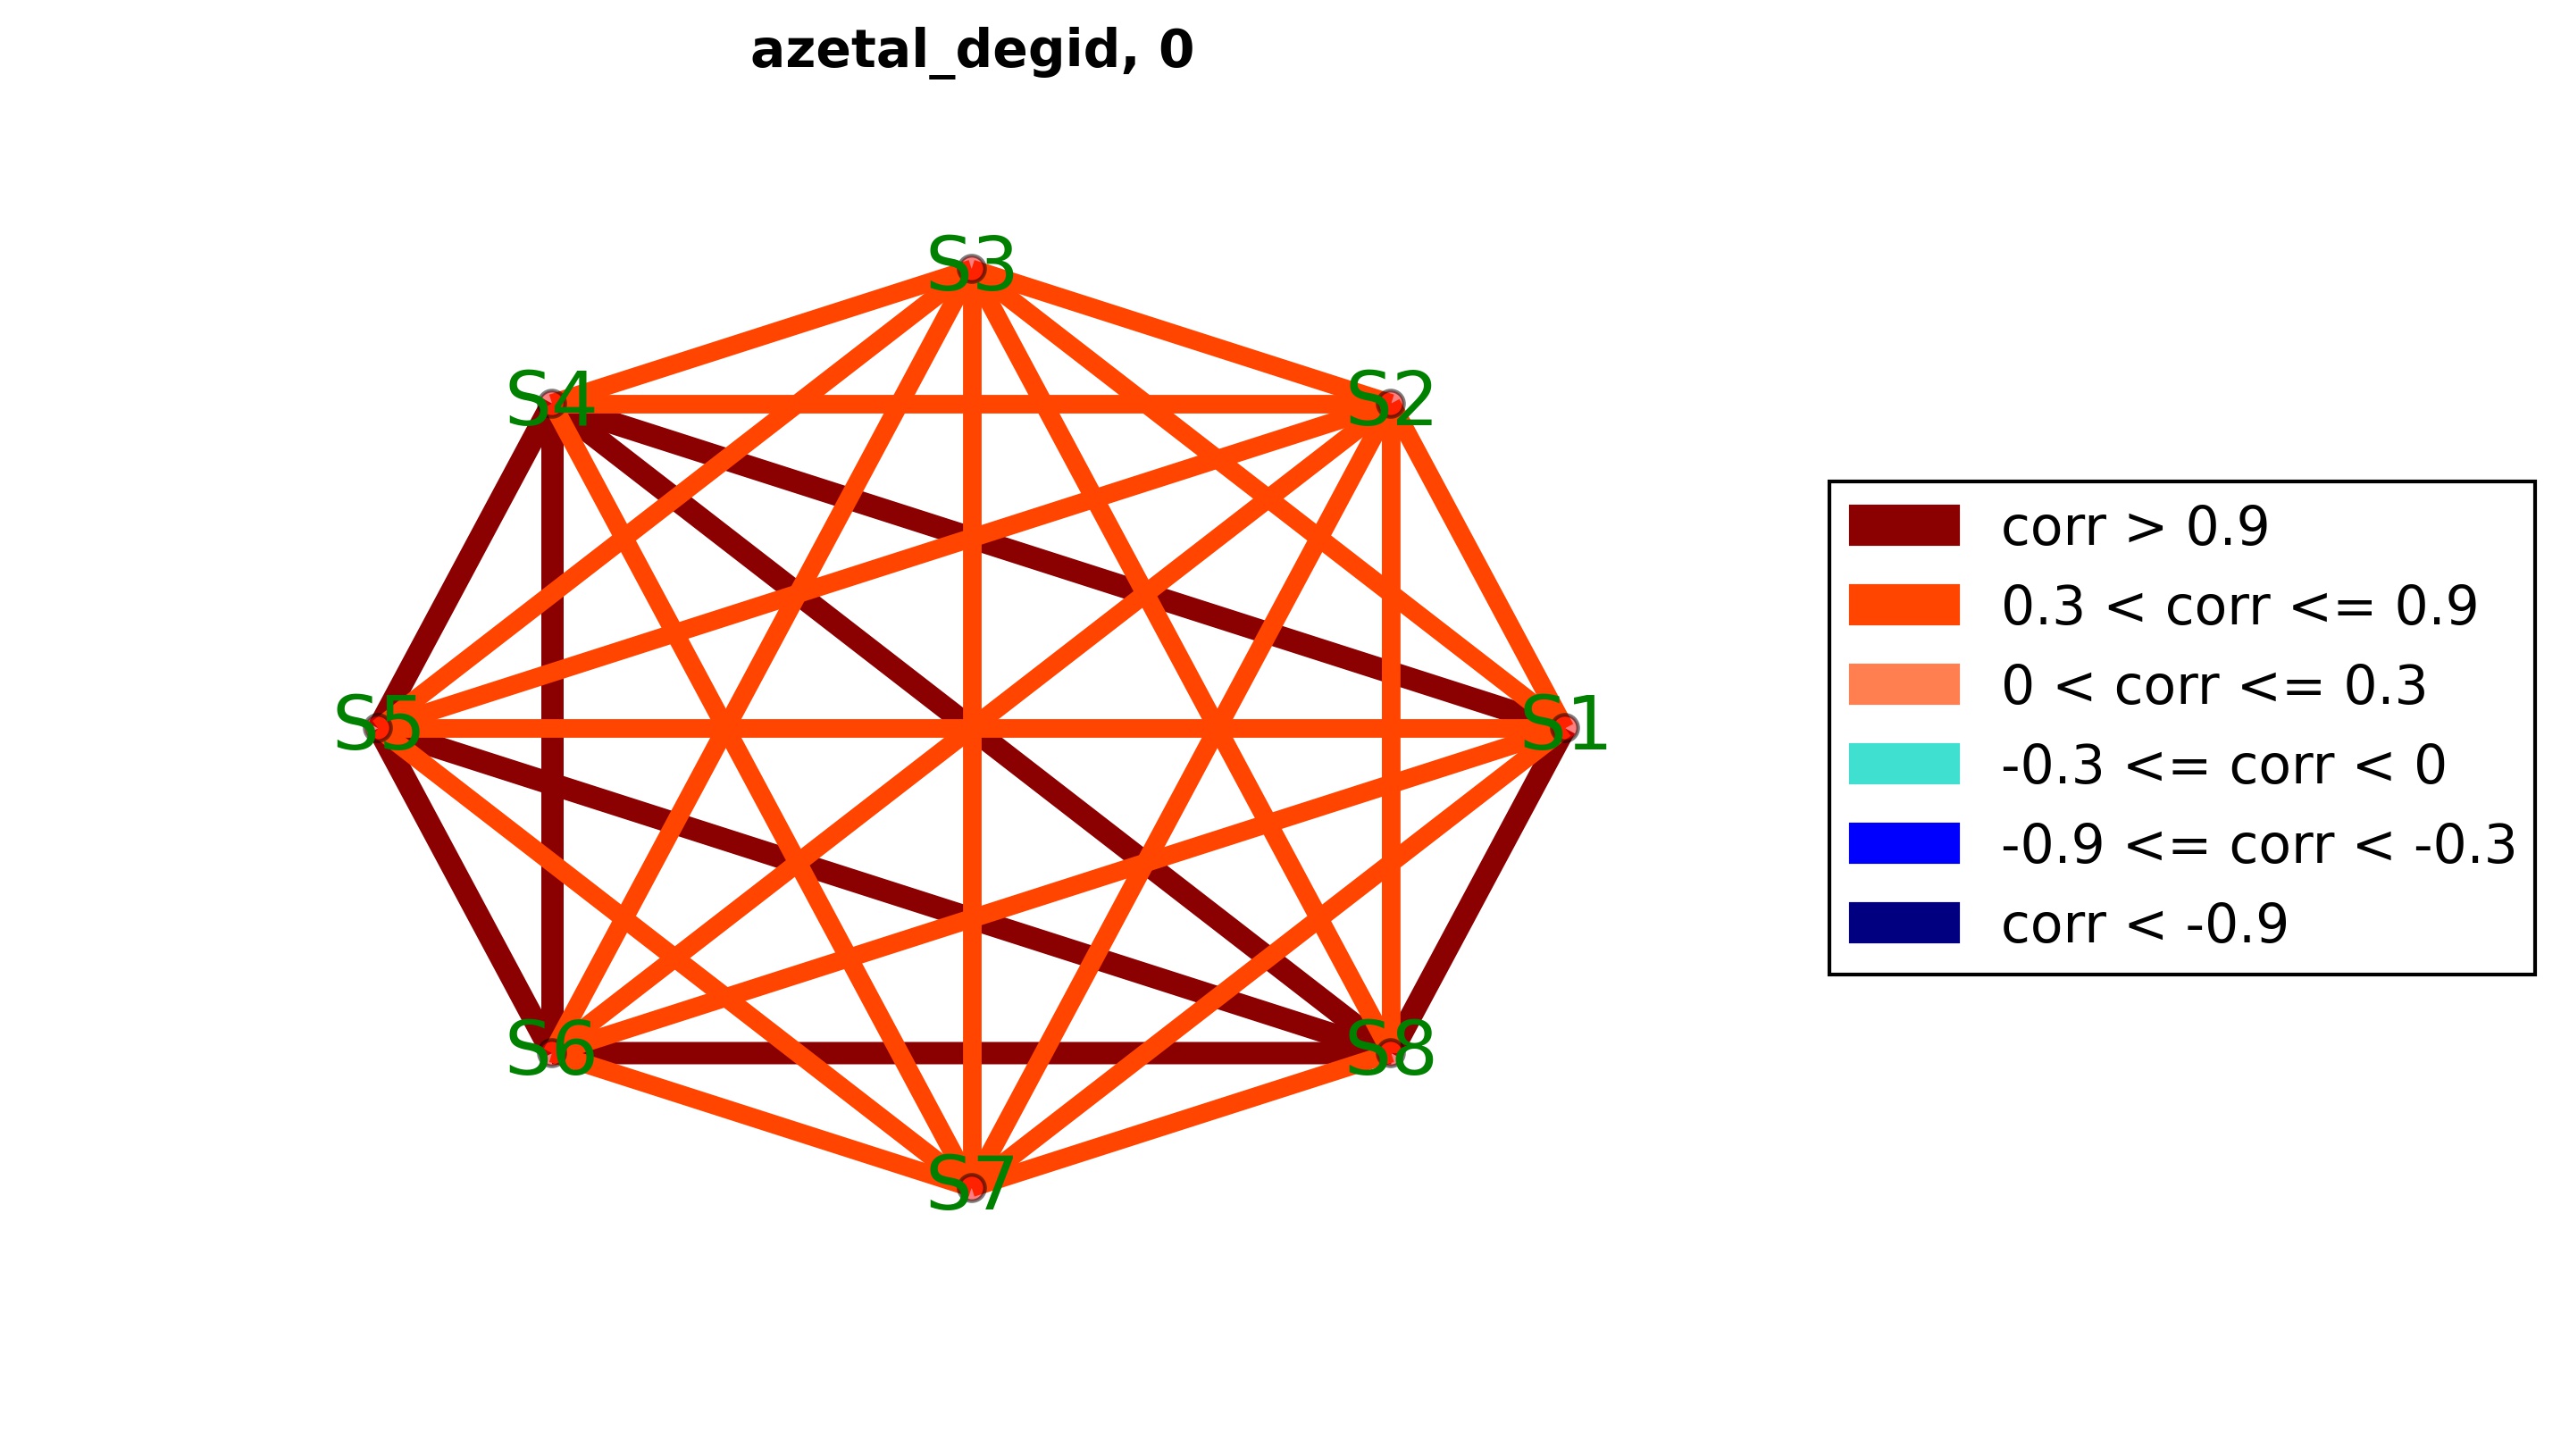 azetal_degid, 0
S3
S4
S2
S5
S1
S6
S8
S7
corr > 0.9
0.3 < corr <= 0.9
0 < corr <= 0.3
-0.3 <= corr < 0
-0.9 <= corr < -0.3
corr < -0.9